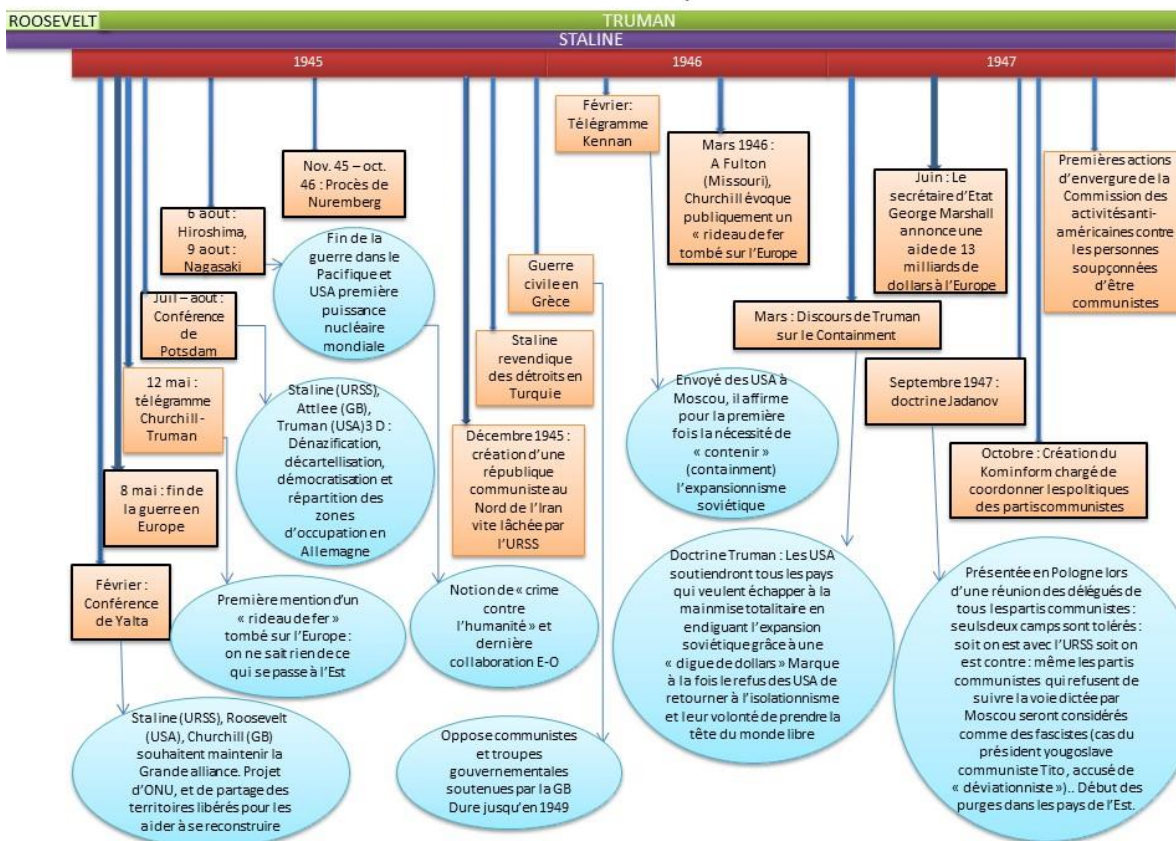 ROOSEVELT
TRUMAN
STALINE
1945
1946
1947
Février:
Télégramme
Kennan
Mars 1946 :
A Fulton
(Missouri),
Churchill évoque
publiquement un
« rideau de fer
tombé sur l’Europe
Nov. 45 – oct.
46 : Procès de
Nuremberg
Juin : Le
secrétaire d’Etat
George Marshall
annonce une
aide de 13
milliards de
dollars à l’Europe
Premières actions
d’envergure de la
Commission des
activités anti-
américaines contre
les personnes
soupçonnées
d’être
communistes
6 aout :
Hiroshima,
9 aout :
Nagasaki
Fin de la
guerre dans le
Pacifique et
USA première
puissance
nucléaire
mondiale
Guerre
civile en
Grèce
Juil – aout :
Conférence
de
Potsdam
Mars : Discours de Truman
sur le Containment
Staline
revendique
des détroits en
Turquie
12 mai :
télégramme
Churchill-
Truman
Staline (URSS),
Attlee (GB),
Truman (USA)3 D :
Dénazification,
décartellisation,
démocratisation et
répartition des
zones
d’occupation en
Allemagne
Envoyé des USA à
Moscou, il affirme
pour la première
fois la nécessité de
« contenir »
(containment)
l’expansionnisme
soviétique
Septembre 1947 :
doctrine Jadanov
Décembre 1945 :
création d’une
république
communiste au
Nord de l’Iran
vite lâchée par
l’URSS
Octobre : Création du
Kominform chargé de
coordonner les politiques
des partis communistes
8 mai : fin de
la guerre en
Europe
Février :
Conférence
de Yalta
Première mention d’un
« rideau de fer »
tombé sur l’Europe :
on ne sait rien de ce
qui se passe à l’Est
Notion de « crime
contre
l’humanité » et
dernière
collaboration E-O
Doctrine Truman : Les USA
soutiendront tous les pays
qui veulent échapper à la
mainmise totalitaire en
endiguant l’expansion
soviétique grâce à une
« digue de dollars » Marque
à la fois le refus des USA de
retourner à l’isolationnisme
et leur volonté de prendre la
tête du monde libre
Présentée en Pologne lors
d’une réunion des délégués de
tous les partis communistes :
seuls deux camps sont tolérés :
soit on est avec l’URSS soit on
est contre : même les partis
communistes qui refusent de
suivre la voie dictée par
Moscou seront considérés
comme des fascistes (cas du
président yougoslave
communiste Tito, accusé de
« déviationniste »).. Début des
purges dans les pays de l’Est.
Staline (URSS), Roosevelt
(USA), Churchill (GB)
souhaitent maintenir la
Grande alliance. Projet
d’ONU, et de partage des
territoires libérés pour les
aider à se reconstruire
Oppose communistes
et troupes
gouvernementales
soutenues par la GB
Dure jusqu’en 1949